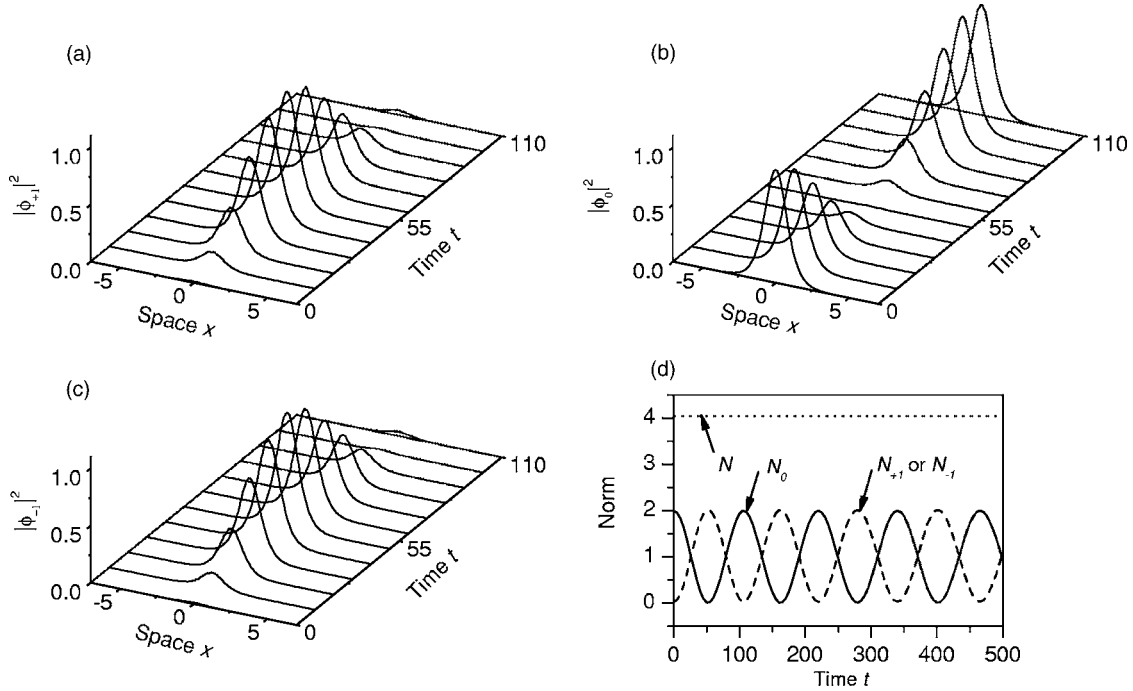 (a)
1.0
0.5
0.0
|ϕ₊₁|²
-5
0
5
Space x
0
55
110
Time t
(b)
1.0
0.5
0.0
|ϕ₀|²
-5
0
5
Space x
0
55
110
Time t
(c)
1.0
0.5
0.0
|ϕ₋₁|²
-5
0
5
Space x
0
55
110
Time t
(d)
4
3
2
1
0
Norm
N
N₀
N₊₁ or N₋₁
0 100 200 300 400 500
Time t